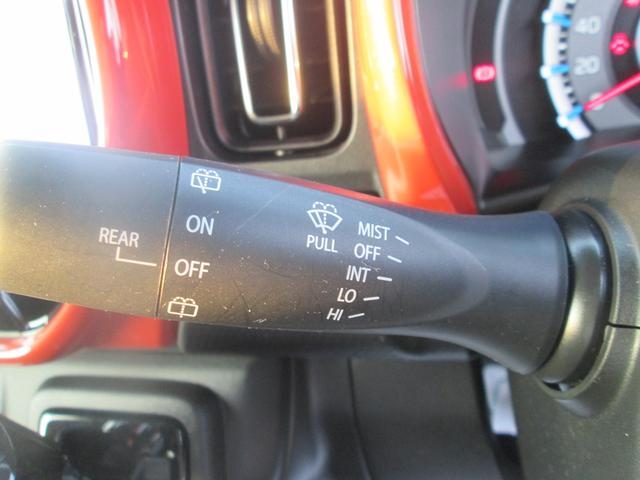 40
20
REAR
ON
OFF
PULL
MIST
OFF
INT
LO
HI